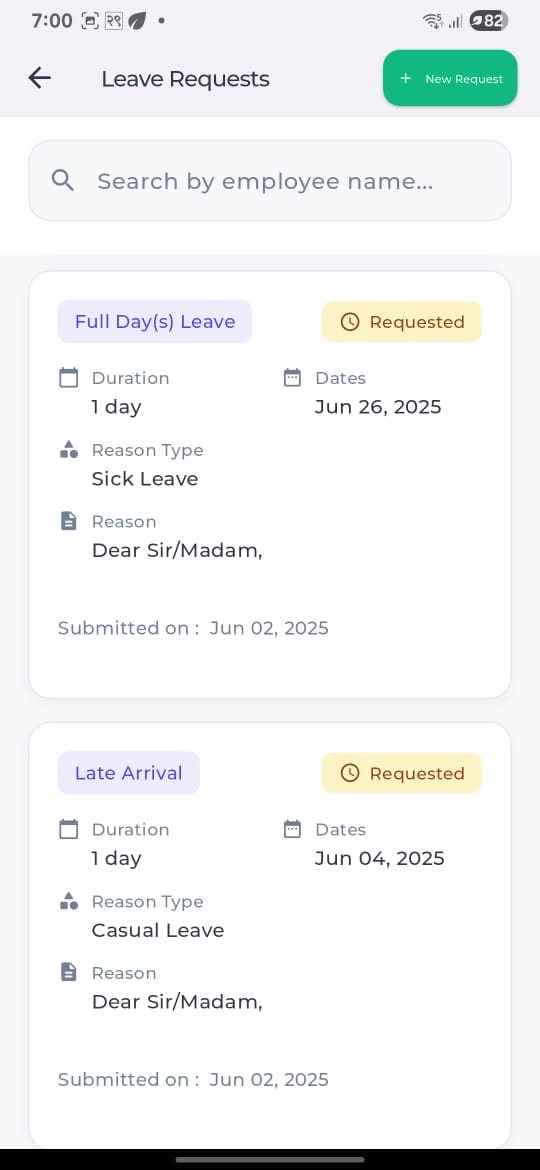 7:00 २९ 5 82
Leave Requests
+ New Request
Search by employee name...
Full Day(s) Leave
Requested
Duration
Dates
1 day
Jun 26, 2025
Reason Type
Sick Leave
Reason
Dear Sir/Madam,
Submitted on : Jun 02, 2025
Late Arrival
Requested
Duration
Dates
1 day
Jun 04, 2025
Reason Type
Casual Leave
Reason
Dear Sir/Madam,
Submitted on : Jun 02, 2025